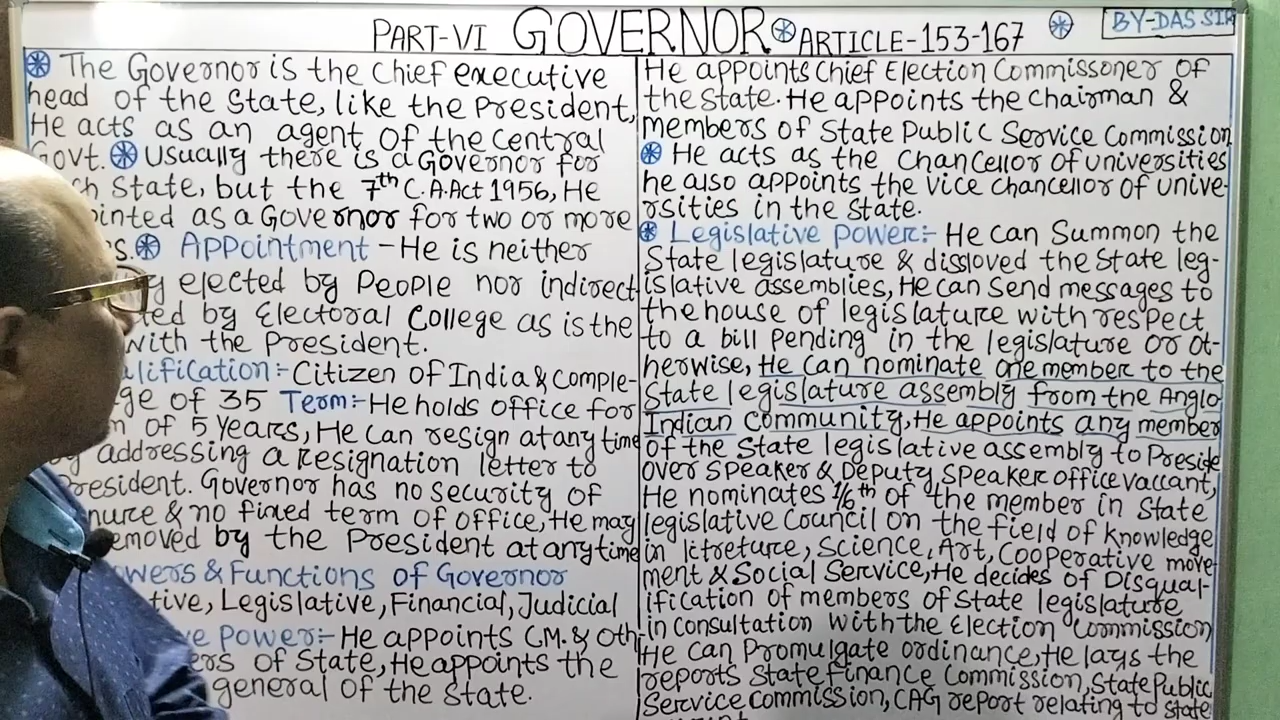 PART-VI GOVERNOR ARTICLE-153-167
BY-DAS SIR
The Governor is the chief executive
head of the State, like the President,
He acts as an agent of the Central
Govt. Usually there is a Governor for
State, but the 7th C.A.Act 1956, He
as a Governor for two or more
Appointment - He is neither
elected by People nor indirect
by Electoral College as is the
with the President.
Citizen of India & comple-
of 35 Term:- He holds office for
of 5 years, He can resign at any time
addressing a resignation letter to
President. Governor has no security of
& no fixed term of office, He may
by the President at any time
& Functions of Governor
Legislative, Financial, Judicial
Power:- He appoints C.M. & oth-
of State, He appoints the
general of the State.
He appoints Chief Election Commissoner of
the State. He appoints the Chairman &
members of State Public Service Commission
He acts as the Chancellor of universities
he also appoints the vice chancellor of unive-
rsities in the State.
Legislative power:- He can Summon the
State legislature & dissloved the State leg-
islative assemblies, He can send messages to
the house of legislature with respect
to a bill pending in the legislature or ot-
herwise, He can nominate one member to the
State legislature assembly from the Anglo
Indian Community, He appoints any member
of the State legislative assembly to Preside
over speaker & Deputy, speaker office vaccant,
He nominates 1/6th of the member in State
legislative Council on the field of knowledge
in litreture, Science, Art, Cooperative move-
ment & Social Service, He decides of Disqual-
ification of members of State legislature
in consultation with the Election Commission
He can Promulgate ordinance, He lays the
reports State Finance Commission, State Public
Service Commission, CAG report relating to state